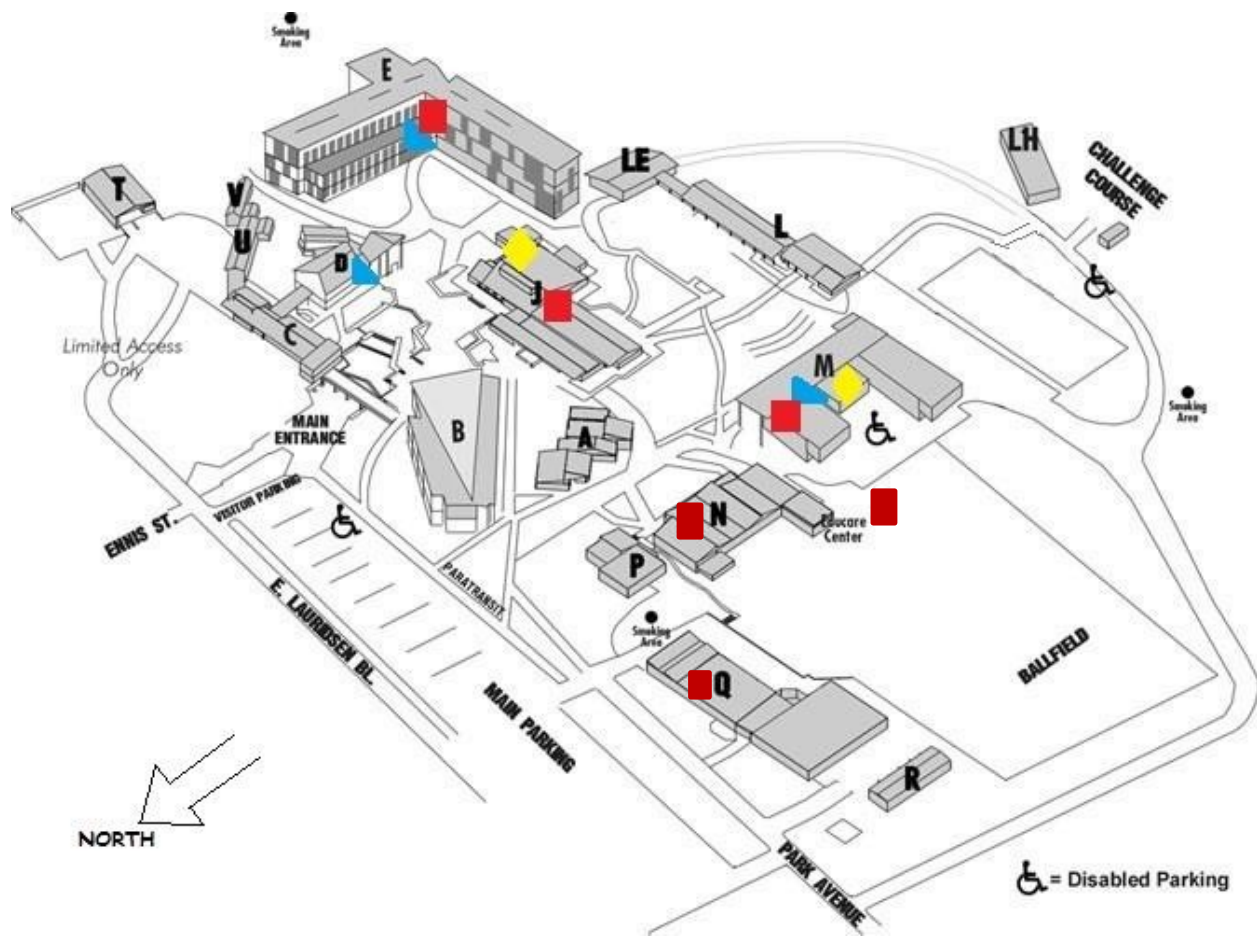 Smoking
Area
E
LE
LH
CHALLENGE
COURSE
T
V
U
D
L
J
C
Limited Access
Only
M
Smoking
Area
MAIN
ENTRANCE
B
A
VISITOR PARKING
ENNIS ST.
N
Educare
Center
P
PARATRANSIT
E. LAURIDSEN BL.
Smoking
Area
BALLFIELD
Q
MAIN PARKING
R
NORTH
PARK AVENUE
= Disabled Parking